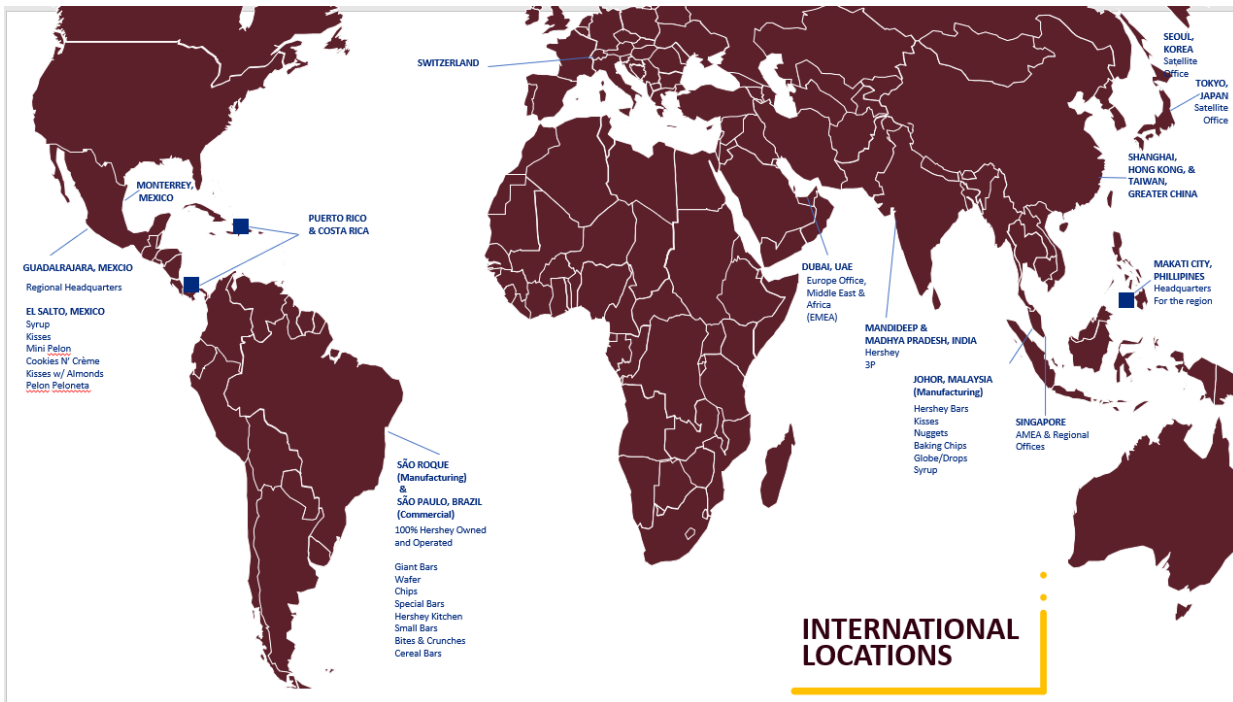 SEOUL,
KOREA
Satellite
Office
SWITZERLAND
TOKYO,
JAPAN
Satellite
Office
SHANGHAI,
HONG KONG, &
TAIWAN,
GREATER CHINA
MONTERREY,
MEXICO
PUERTO RICO
& COSTA RICA
GUADALRAJARA, MEXCIO
Regional Headquarters
EL SALTO, MEXICO
Syrup
Kisses
Mini Pelon
Cookies N' Crème
Kisses w/ Almonds
Pelon Peloneta
DUBAI, UAE
Europe Office,
Middle East &
Africa
(EMEA)
MAKATI CITY,
PHILLIPINES
Headquarters
For the region
MANDIDEEP &
MADHYA PRADESH, INDIA
Hershey
3P
JOHOR, MALAYSIA
(Manufacturing)
Hershey Bars
Kisses
Nuggets
Baking Chips
Globe/Drops
Syrup
SINGAPORE
AMEA & Regional
Offices
SÃO ROQUE
(Manufacturing)
&
SÃO PAULO, BRAZIL
(Commercial)
100% Hershey Owned
and Operated
Giant Bars
Wafer
Chips
Special Bars
Hershey Kitchen
Small Bars
Bites & Crunches
Cereal Bars
INTERNATIONAL
LOCATIONS